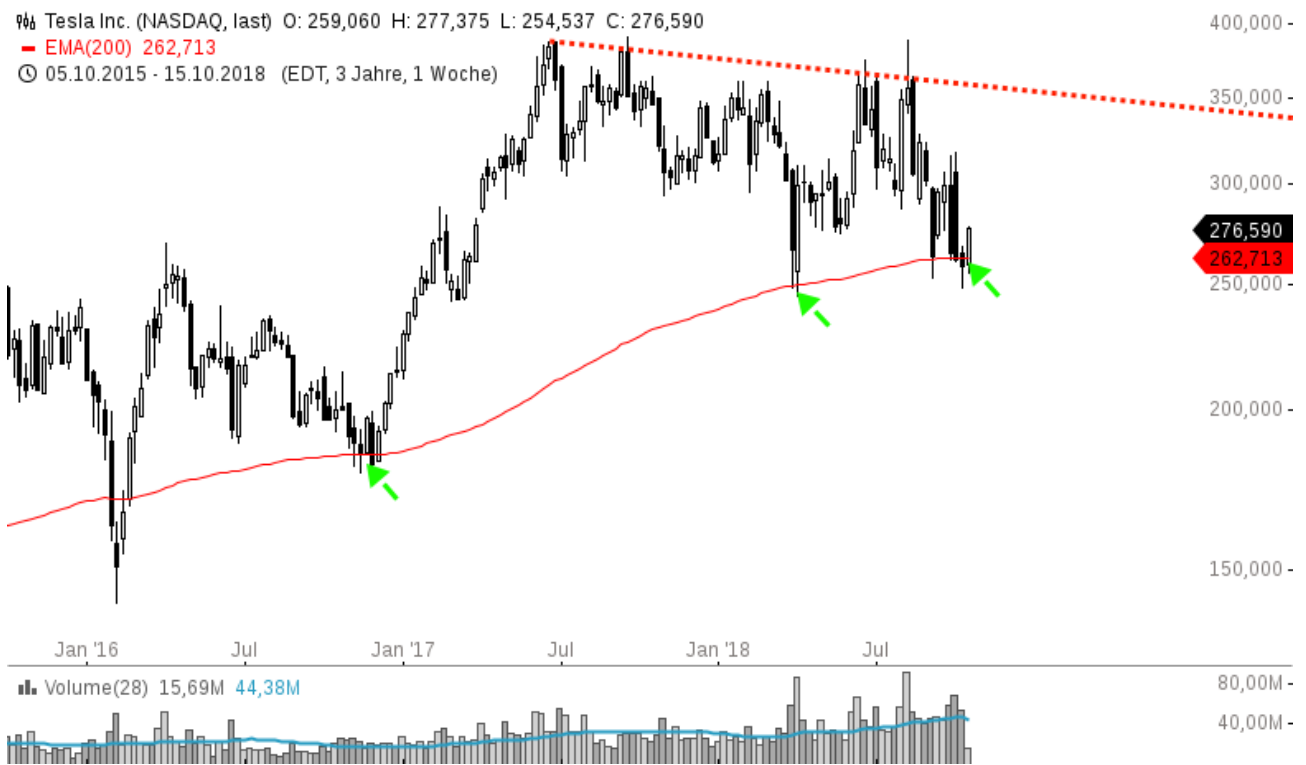 Tesla Inc. (NASDAQ, last) O: 259,060 H: 277,375 L: 254,537 C: 276,590
EMA(200) 262,713
05.10.2015 - 15.10.2018 (EDT, 3 Jahre, 1 Woche)
400,000
350,000
300,000
276,590
262,713
250,000
200,000
150,000
Jan '16 Jul Jan '17 Jul Jan '18 Jul
Volume(28) 15,69M 44,38M
80,00M
40,00M